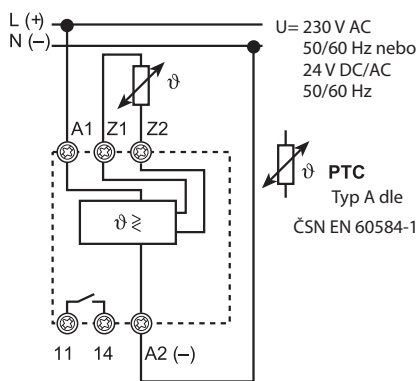 L (+)
N (–)
U= 230 V AC
50/60 Hz nebo
24 V DC/AC
50/60 Hz
ϑ
A1 Z1 Z2
ϑ PTC
Typ A dle
ČSN EN 60584-1
ϑ ≷
11 14 A2 (–)